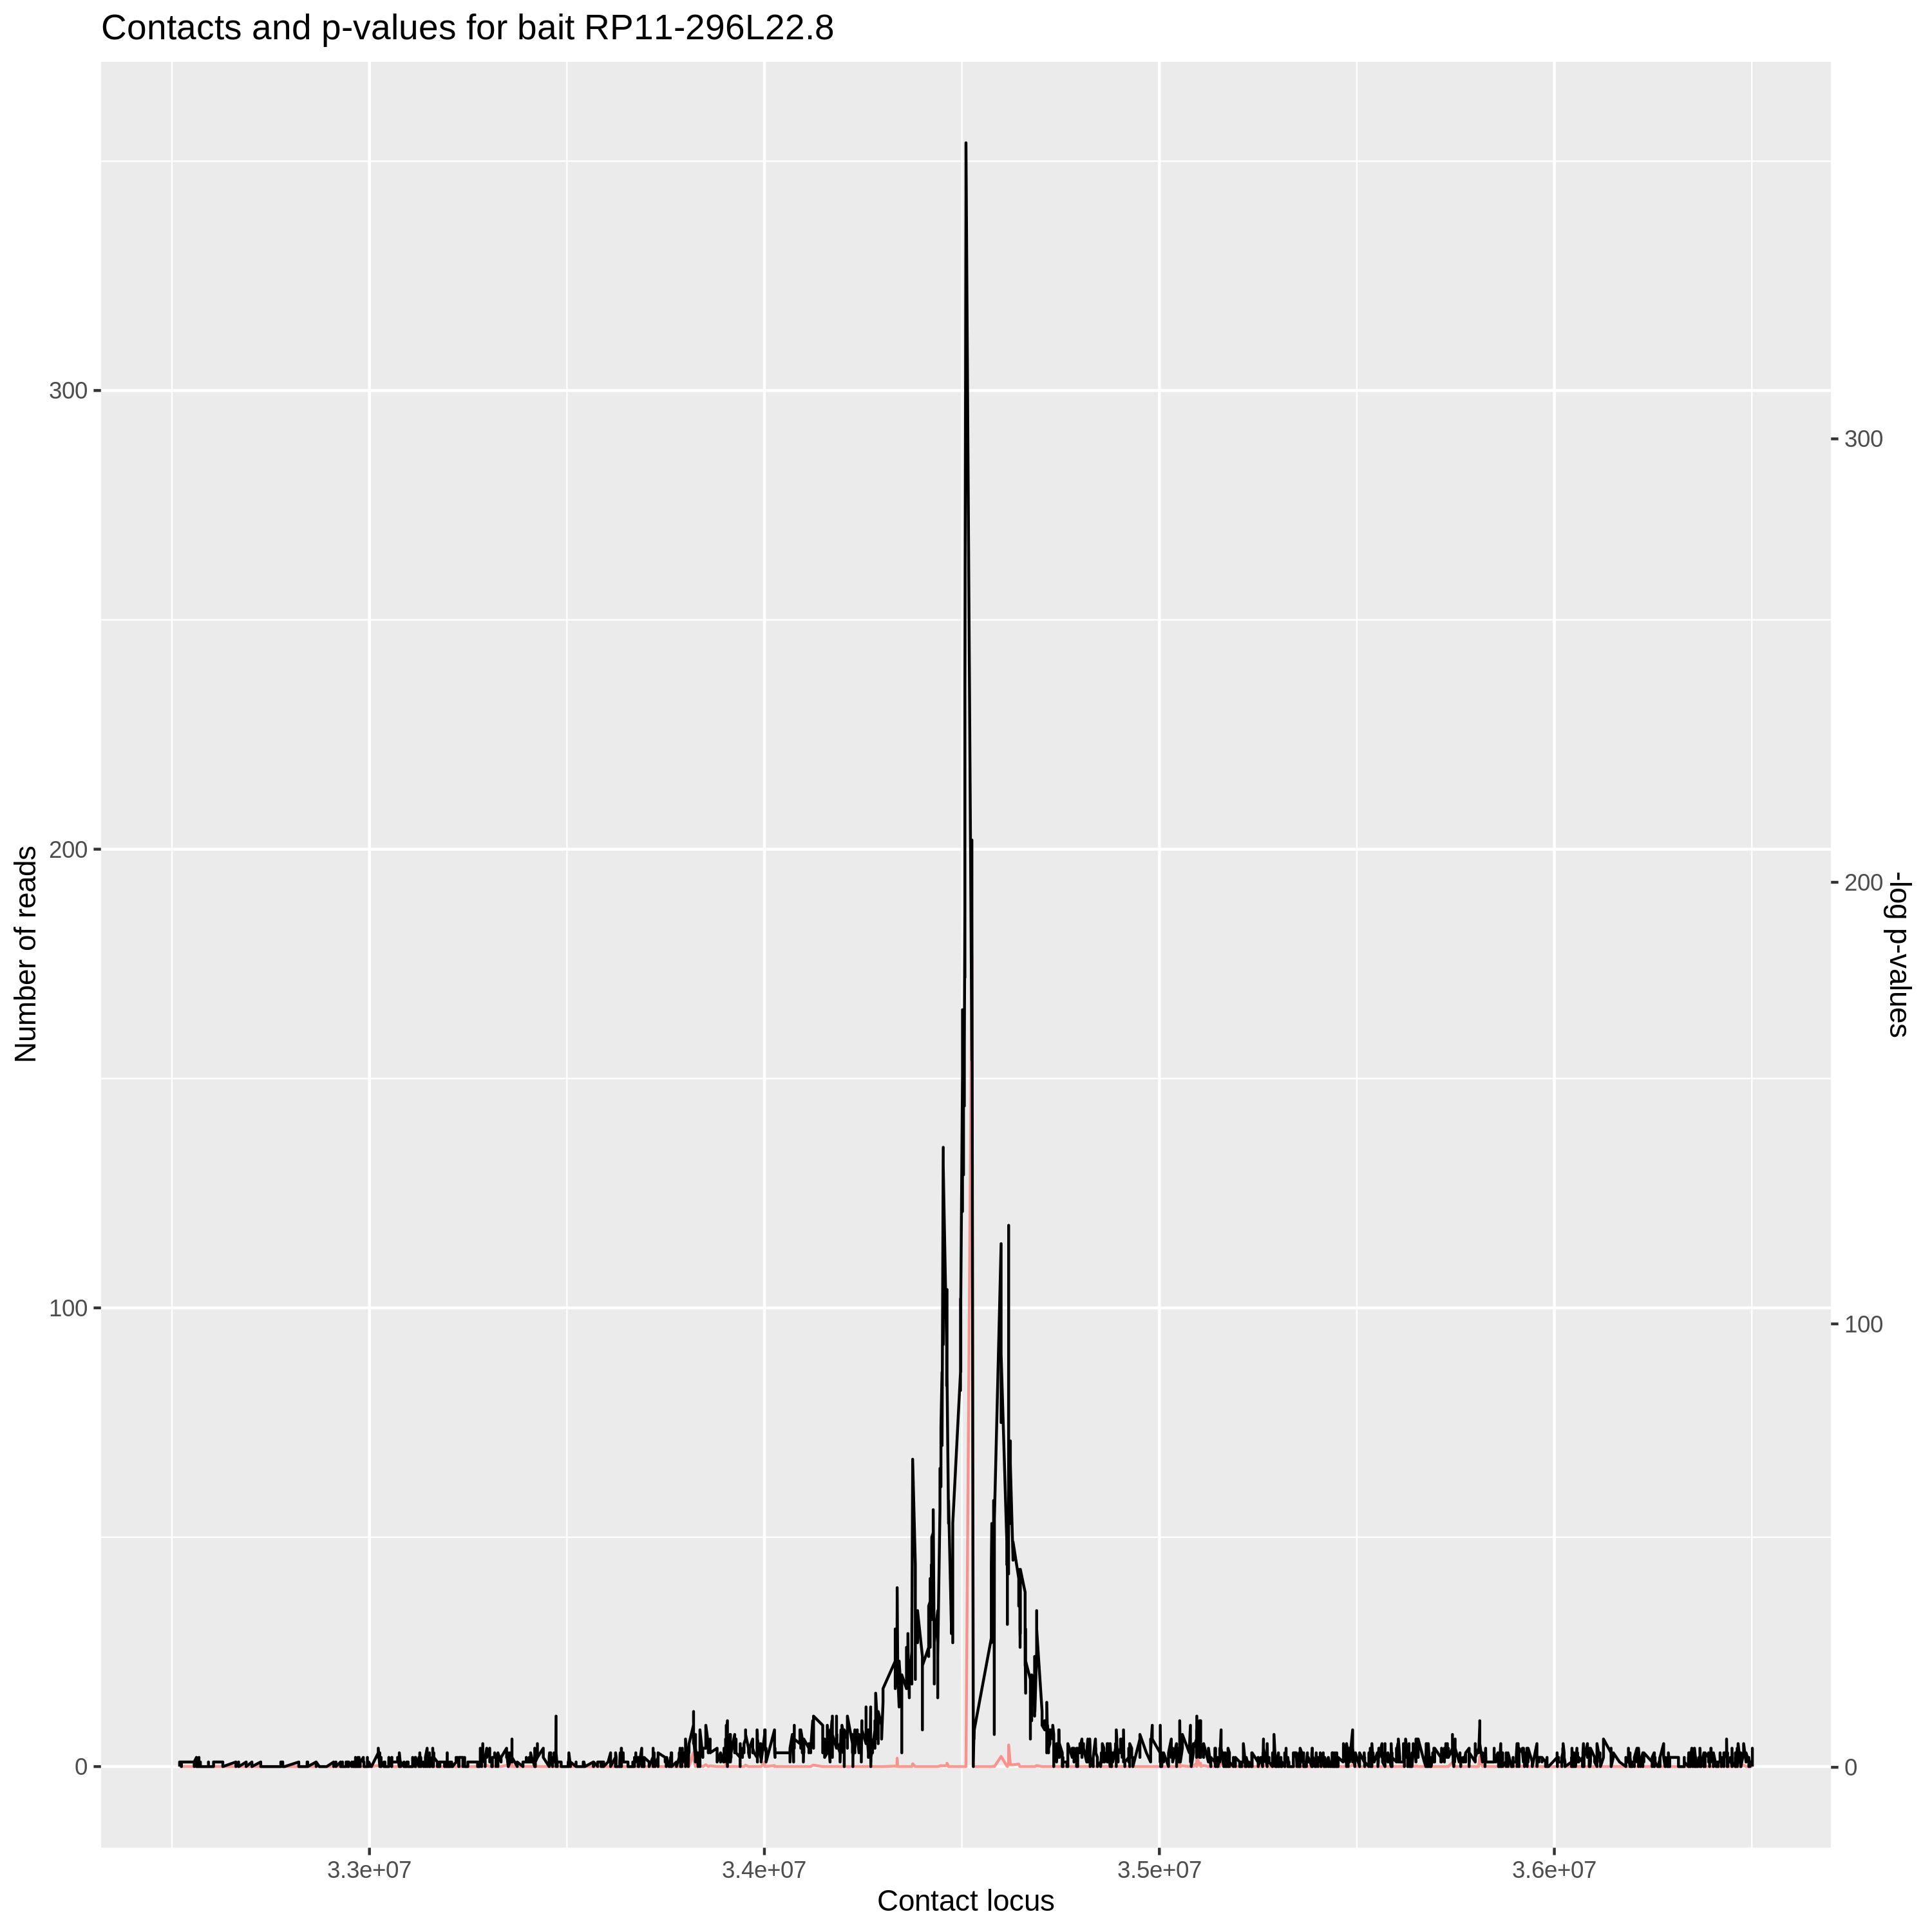 Contacts and p-values for bait RP11-296L22.8
Number of reads
300
200
100
0
300
200
100
0
-log p-values
3.3e+07 3.4e+07 3.5e+07 3.6e+07
Contact locus